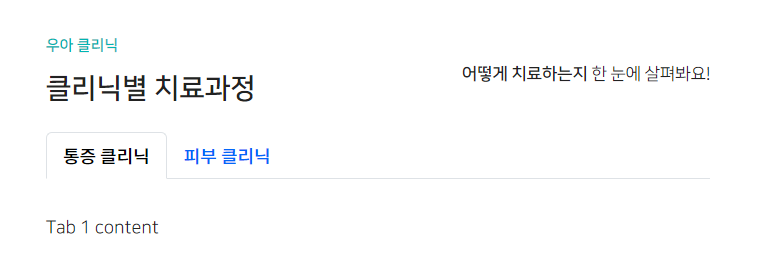 우아 클리닉
클리닉별 치료과정
어떻게 치료하는지 한 눈에 살펴봐요!
통증 클리닉
피부 클리닉
Tab 1 content